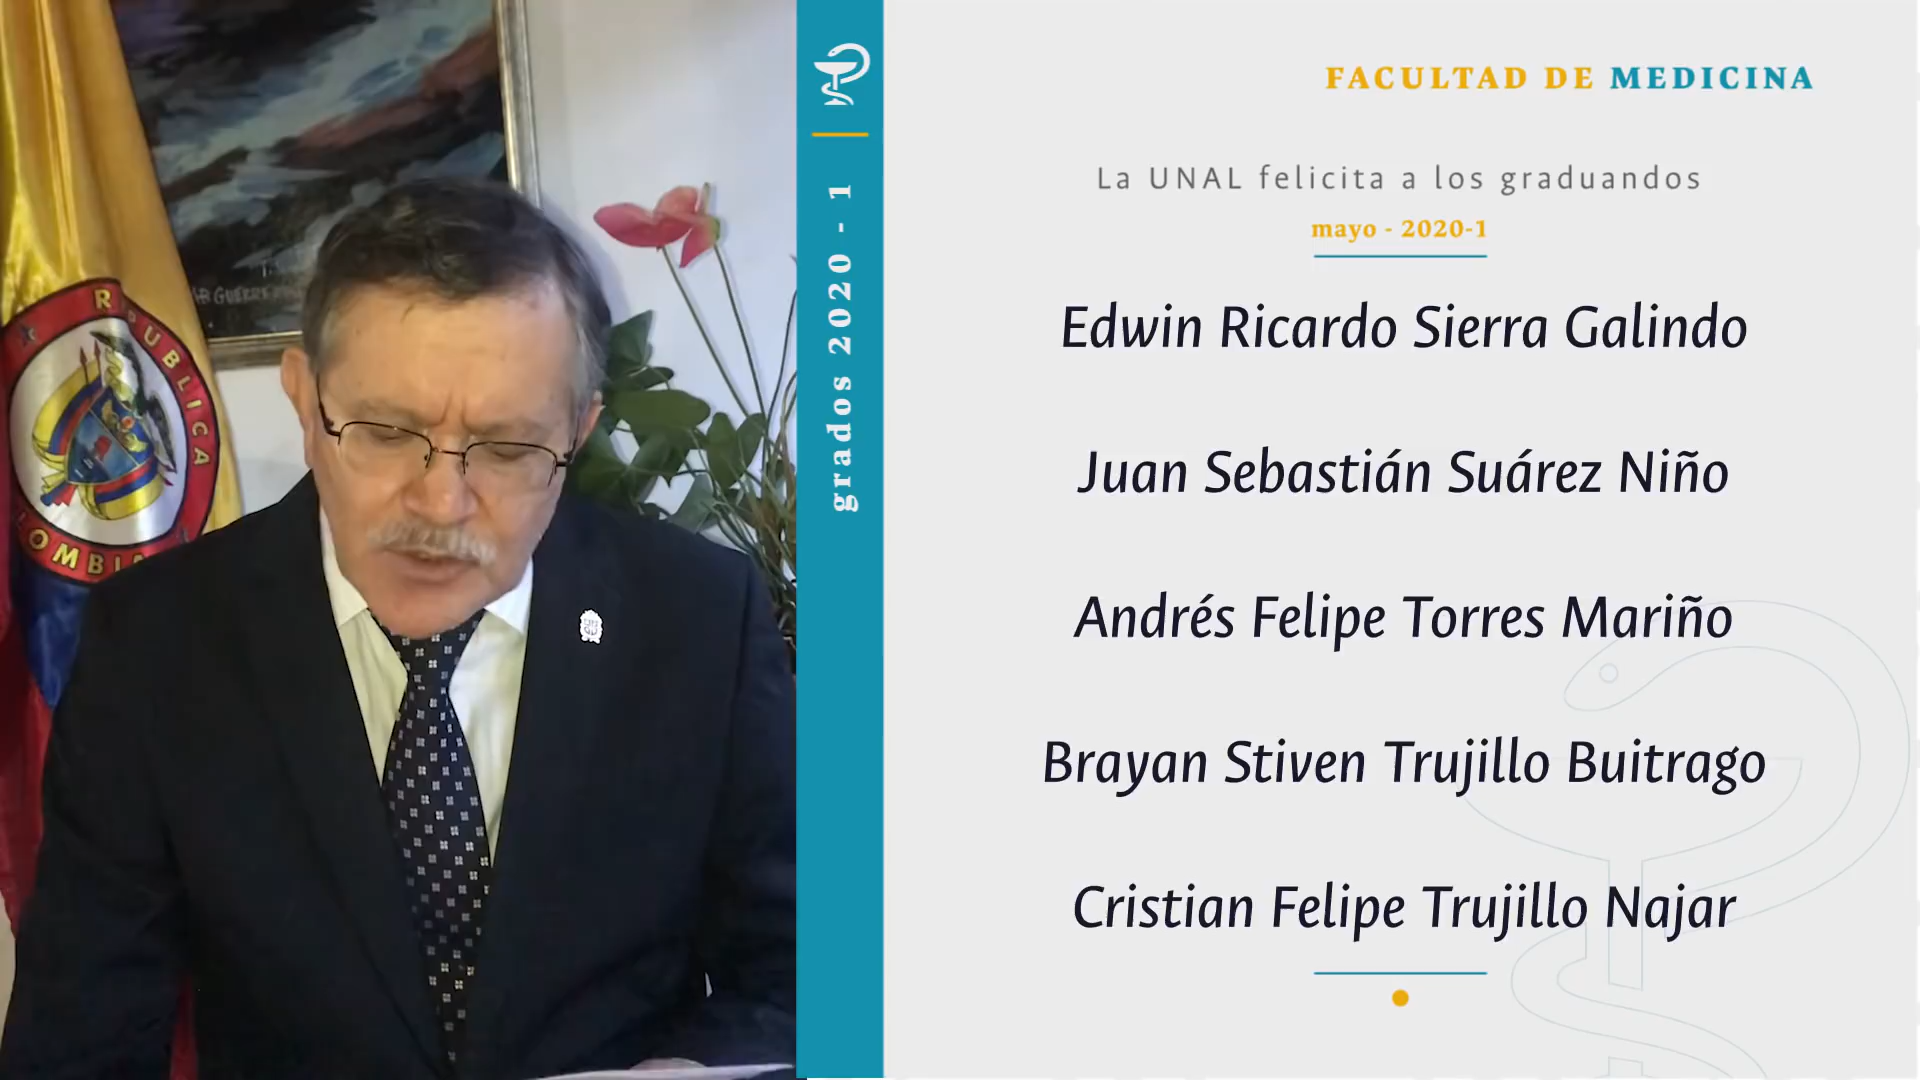 FACULTAD DE MEDICINA
La UNAL felicita a los graduandos
mayo - 2020-1
Edwin Ricardo Sierra Galindo
Juan Sebastián Suárez Niño
Andrés Felipe Torres Mariño
Brayan Stiven Trujillo Buitrago
Cristian Felipe Trujillo Najar
grados 2020 - 1